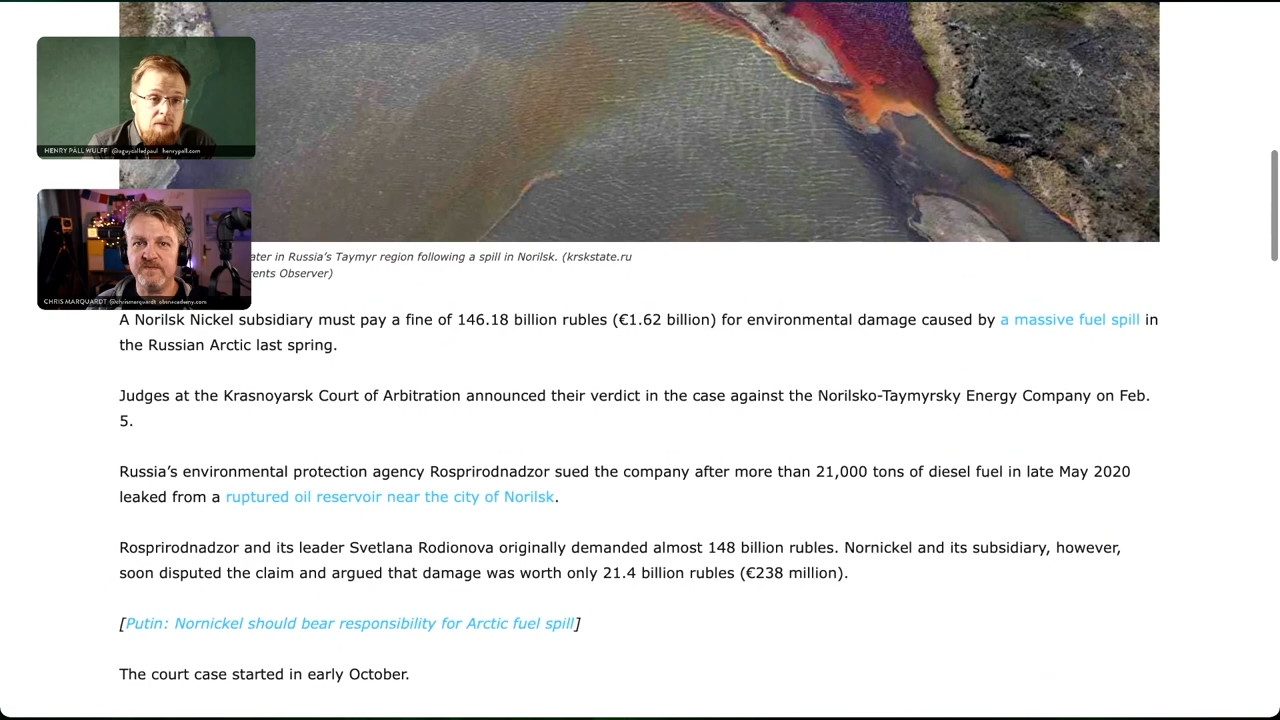 HENRY PALL WULFF @aguycalledpaul henrypall.com
ater in Russia’s Taymyr region following a spill in Norilsk. (krskstate.ru
rents Observer)
CHRIS MARQUARDT @chrismarquardt
A Norilsk Nickel subsidiary must pay a fine of 146.18 billion rubles (€1.62 billion) for environmental damage caused by a massive fuel spill in
the Russian Arctic last spring.
Judges at the Krasnoyarsk Court of Arbitration announced their verdict in the case against the Norilsko-Taymyrsky Energy Company on Feb.
5.
Russia’s environmental protection agency Rosprirodnadzor sued the company after more than 21,000 tons of diesel fuel in late May 2020
leaked from a ruptured oil reservoir near the city of Norilsk.
Rosprirodnadzor and its leader Svetlana Rodionova originally demanded almost 148 billion rubles. Nornickel and its subsidiary, however,
soon disputed the claim and argued that damage was worth only 21.4 billion rubles (€238 million).
[Putin: Nornickel should bear responsibility for Arctic fuel spill]
The court case started in early October.